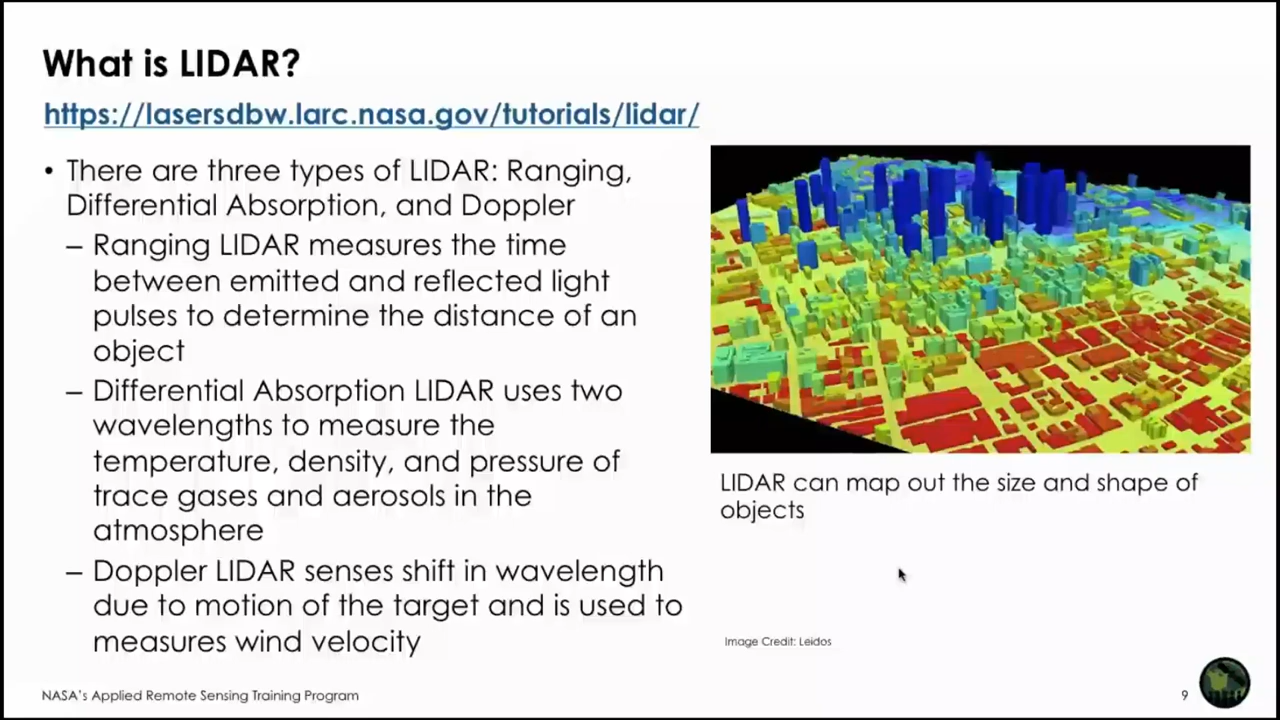 What is LIDAR?
https://lasersdbw.larc.nasa.gov/tutorials/lidar/
• There are three types of LIDAR: Ranging,
Differential Absorption, and Doppler
– Ranging LIDAR measures the time
between emitted and reflected light
pulses to determine the distance of an
object
– Differential Absorption LIDAR uses two
wavelengths to measure the
temperature, density, and pressure of
trace gases and aerosols in the
atmosphere
– Doppler LIDAR senses shift in wavelength
due to motion of the target and is used to
measures wind velocity
LIDAR can map out the size and shape of
objects
Image Credit: Leidos
NASA's Applied Remote Sensing Training Program
9